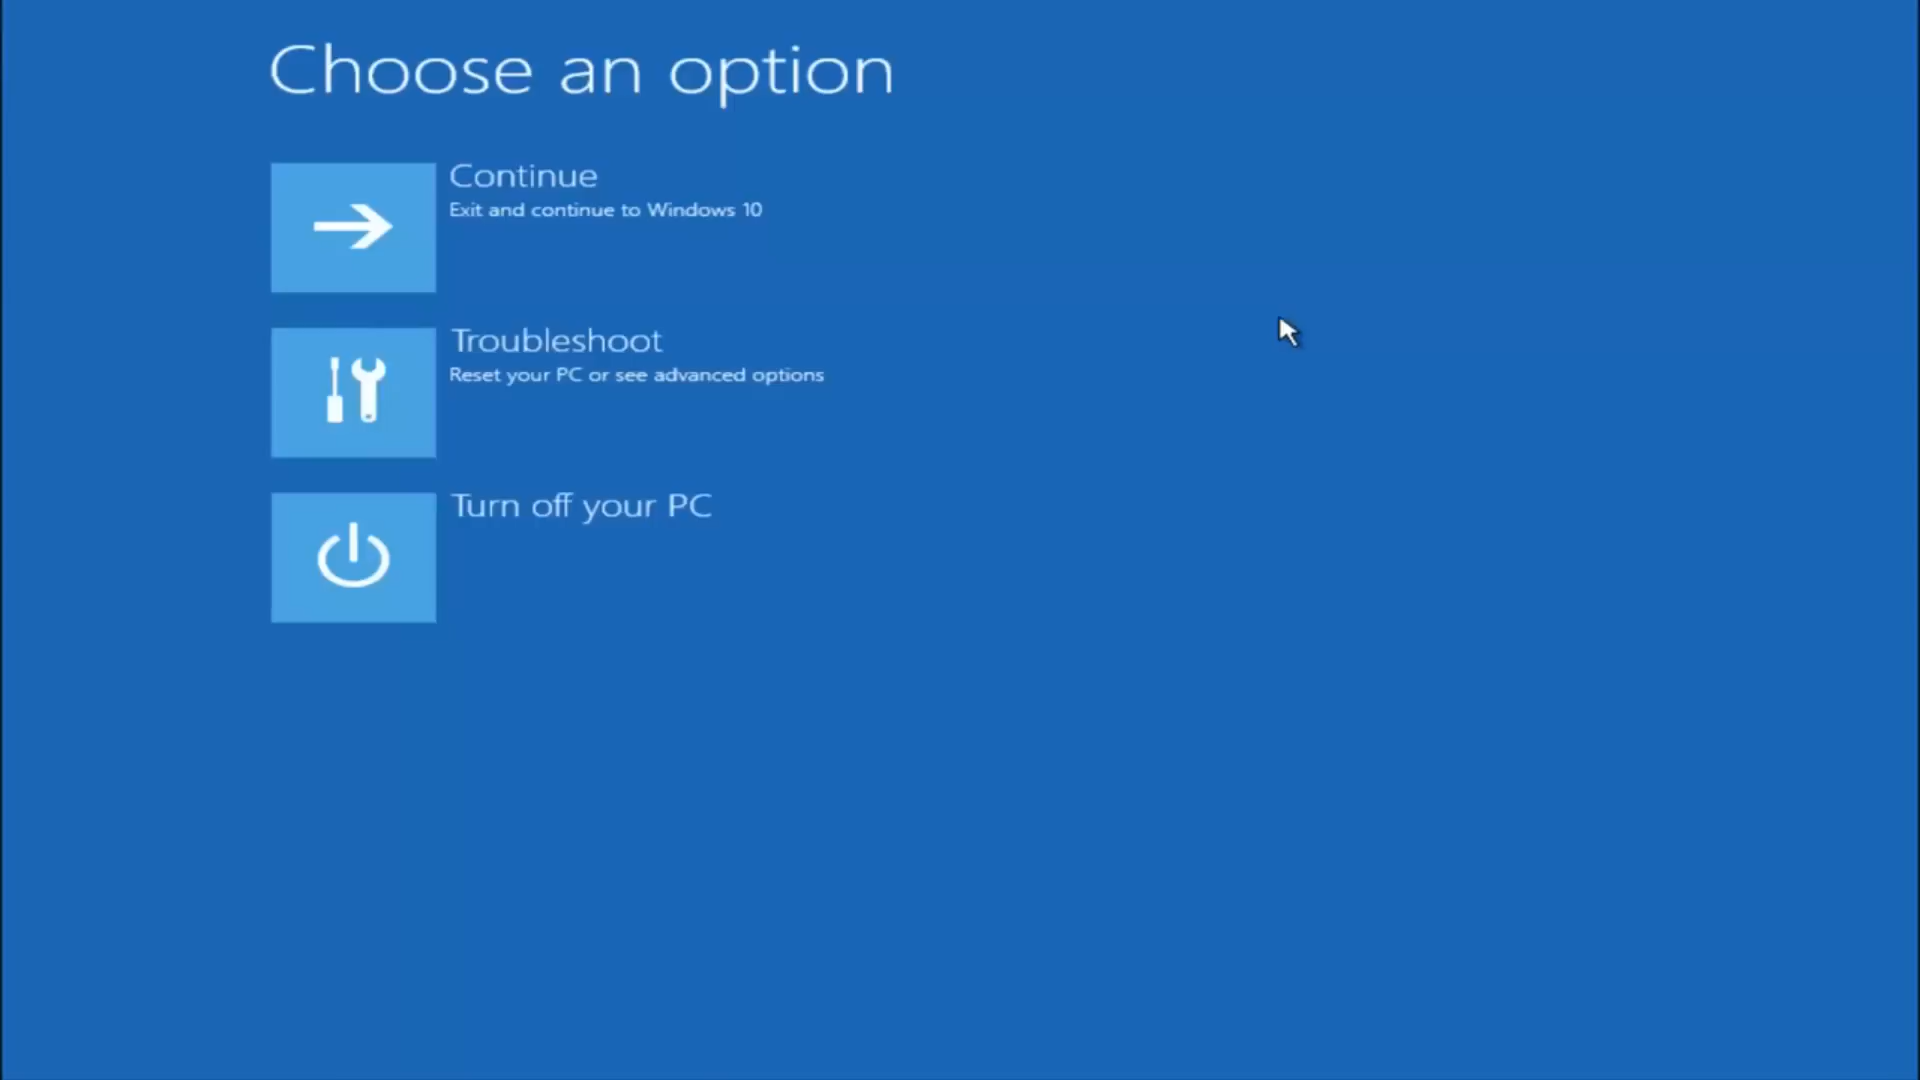 Choose an option
Continue
Exit and continue to Windows 10
Troubleshoot
Reset your PC or see advanced options
Turn off your PC